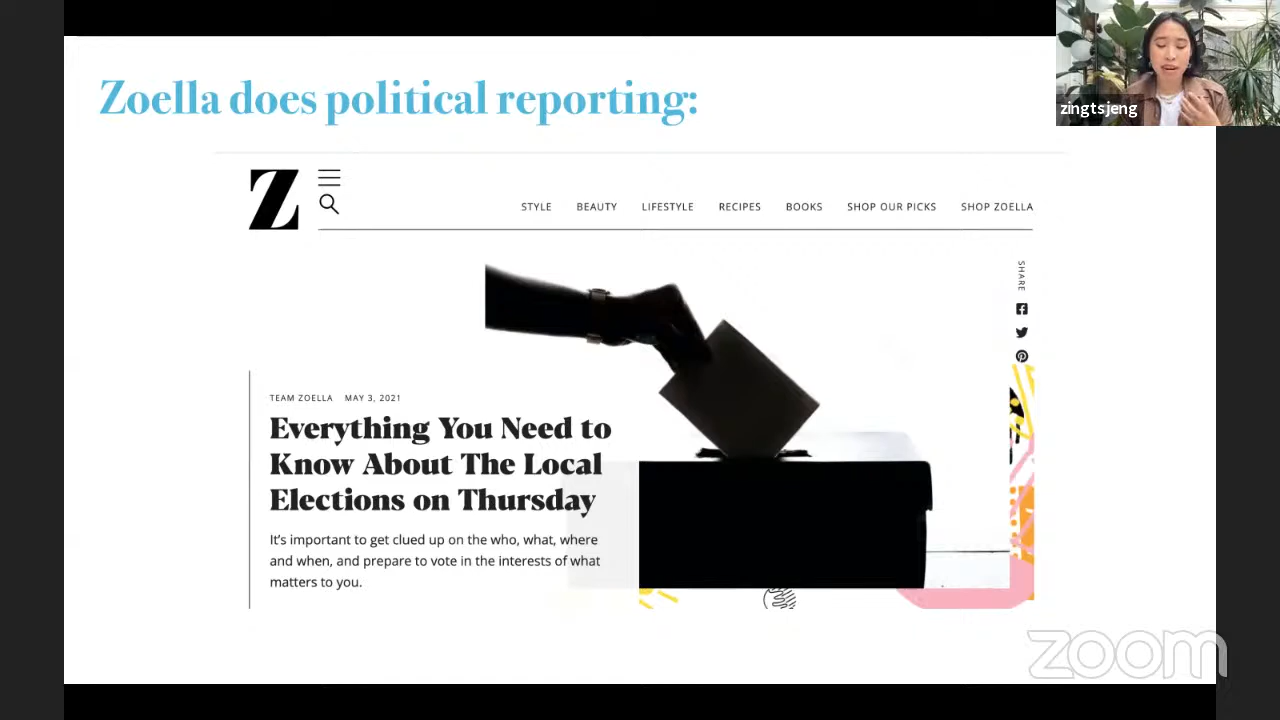 Zoella does political reporting:
zingtsjeng
Z
STYLE BEAUTY LIFESTYLE RECIPES BOOKS SHOP OUR PICKS SHOP ZOELLA
SHARE
TEAM ZOELLA MAY 3, 2021
Everything You Need to
Know About The Local
Elections on Thursday
It's important to get clued up on the who, what, where
and when, and prepare to vote in the interests of what
matters to you.
zoom